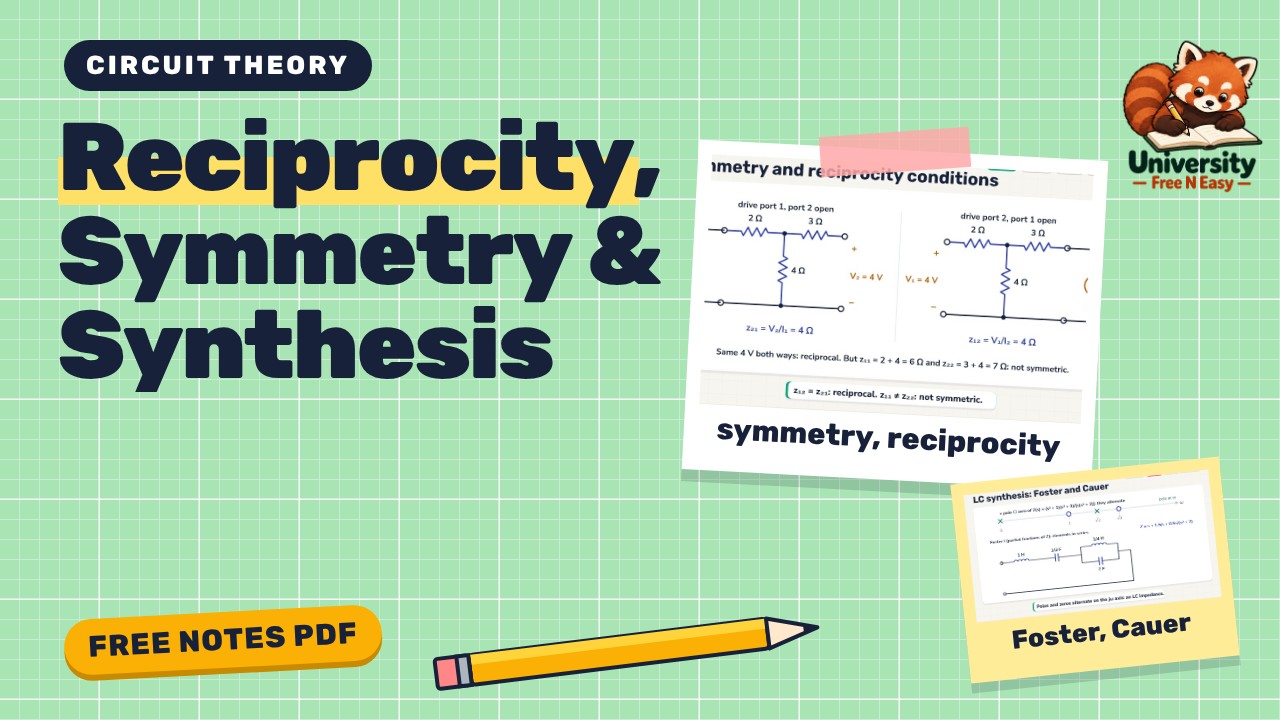 CIRCUIT THEORY
Reciprocity,
Symmetry &
Synthesis
FREE NOTES PDF
University
Free N Easy
mmetry and reciprocity conditions
drive port 1, port 2 open
2 Ω
3 Ω
4 Ω
+
V₂ = 4 V
−
z₂₁ = V₂/I₁ = 4 Ω
drive port 2, port 1 open
2 Ω
3 Ω
+
V₁ = 4 V
4 Ω
−
z₁₂ = V₁/I₂ = 4 Ω
Same 4 V both ways: reciprocal. But z₁₁ = 2 + 4 = 6 Ω and z₂₂ = 3 + 4 = 7 Ω: not symmetric.
z₁₂ = z₂₁: reciprocal. z₁₁ ≠ z₂₂: not symmetric.
symmetry, reciprocity
LC synthesis: Foster and Cauer
Poles and zeros alternate on the jω axis: an LC impedance.
Foster, Cauer